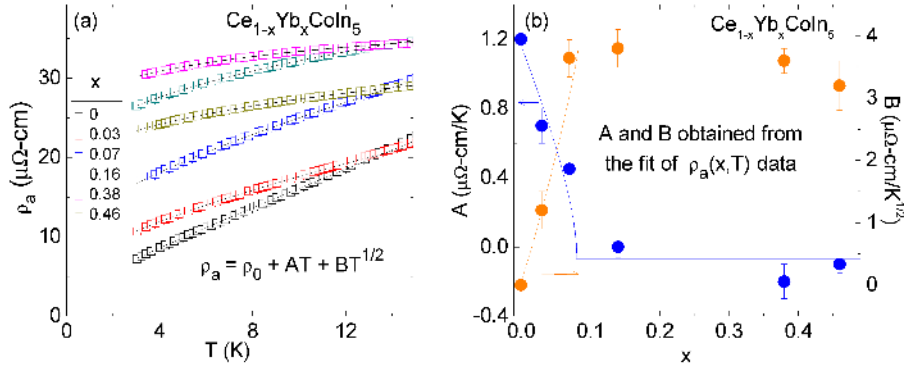 (a)
Ce1-xYbxCoIn5
30
20
10
0
ρa (μΩ-cm)
x
0
0.03
0.07
0.16
0.38
0.46
ρa = ρ0 + AT + BT1/2
0
4
8
12
T (K)
(b)
Ce1-xYbxCoIn5
1.2
0.8
0.4
0.0
-0.4
A (μΩ-cm/K)
A and B obtained from
the fit of ρa(x,T) data
4
3
2
1
0
B (μΩ-cm/K1/2)
0.0
0.1
0.2
0.3
0.4
x